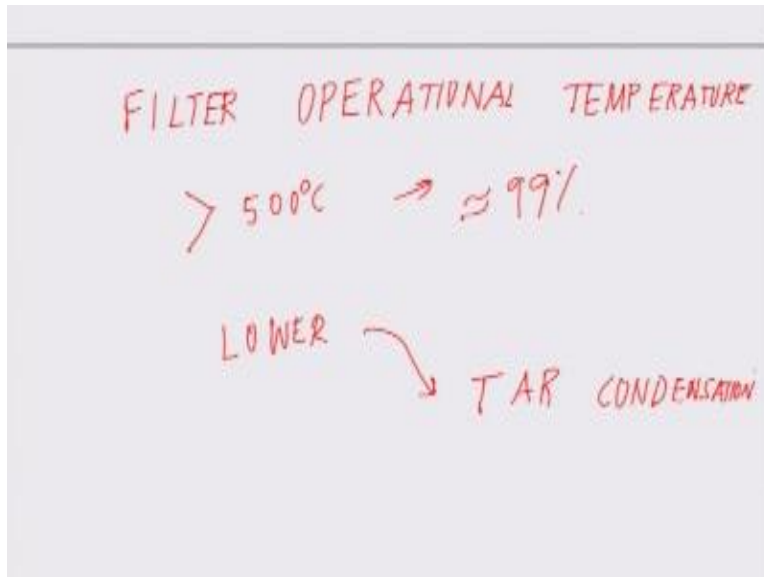 FILTER OPERATIONAL TEMPERATURE
> 500°C → ≈ 99%.
LOWER
TAR CONDENSATION